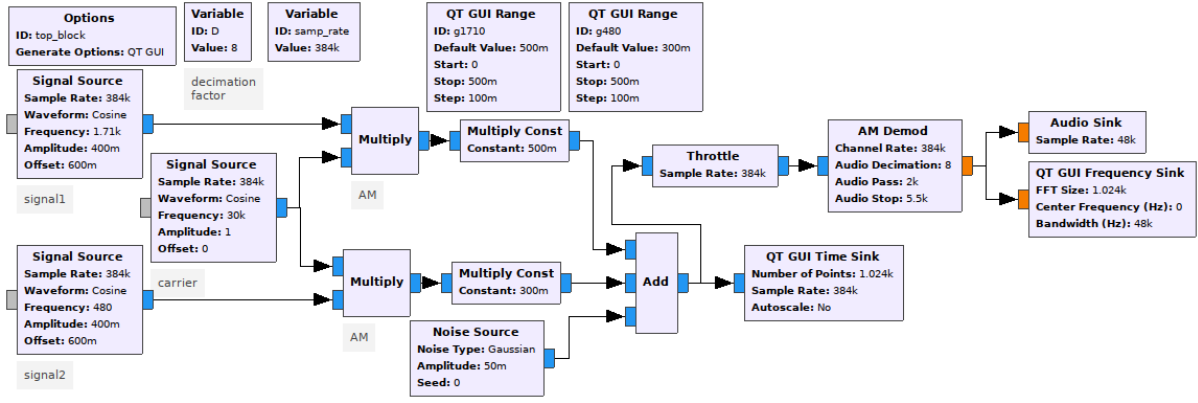 Options
ID: top_block
Generate Options: QT GUI
Variable
ID: D
Value: 8
Variable
ID: samp_rate
Value: 384k
QT GUI Range
ID: g1710
Default Value: 500m
Start: 0
Stop: 500m
Step: 100m
QT GUI Range
ID: g480
Default Value: 300m
Start: 0
Stop: 500m
Step: 100m
decimation
factor
Signal Source
Sample Rate: 384k
Waveform: Cosine
Frequency: 1.71k
Amplitude: 400m
Offset: 600m
signal1
Multiply
AM
Multiply Const
Constant: 500m
Signal Source
Sample Rate: 384k
Waveform: Cosine
Frequency: 30k
Amplitude: 1
Offset: 0
carrier
Throttle
Sample Rate: 384k
AM Demod
Channel Rate: 384k
Audio Decimation: 8
Audio Pass: 2k
Audio Stop: 5.5k
Audio Sink
Sample Rate: 48k
QT GUI Frequency Sink
FFT Size: 1.024k
Center Frequency (Hz): 0
Bandwidth (Hz): 48k
Signal Source
Sample Rate: 384k
Waveform: Cosine
Frequency: 480
Amplitude: 400m
Offset: 600m
signal2
Multiply
AM
Multiply Const
Constant: 300m
Add
QT GUI Time Sink
Number of Points: 1.024k
Sample Rate: 384k
Autoscale: No
Noise Source
Noise Type: Gaussian
Amplitude: 50m
Seed: 0